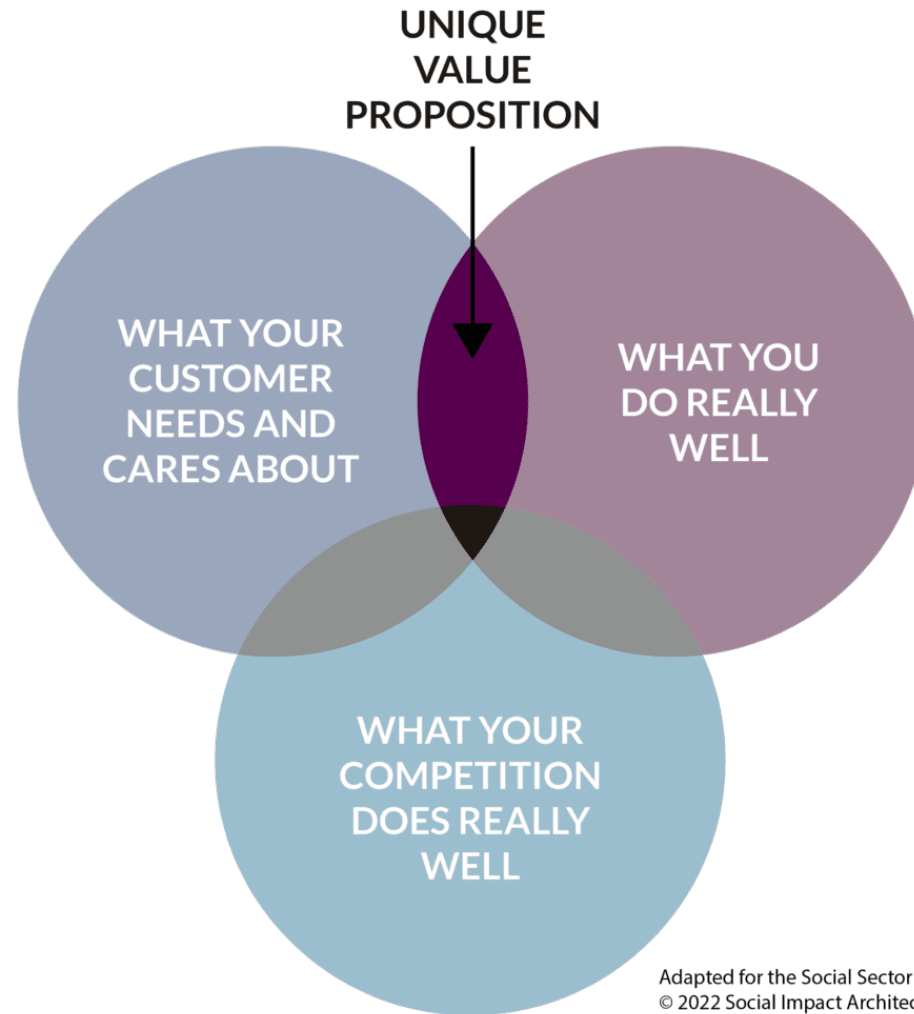 UNIQUE
VALUE
PROPOSITION
WHAT YOUR
CUSTOMER
NEEDS AND
CARES ABOUT
WHAT YOU
DO REALLY
WELL
WHAT YOUR
COMPETITION
DOES REALLY
WELL
Adapted for the Social Sector
© 2022 Social Impact Architec